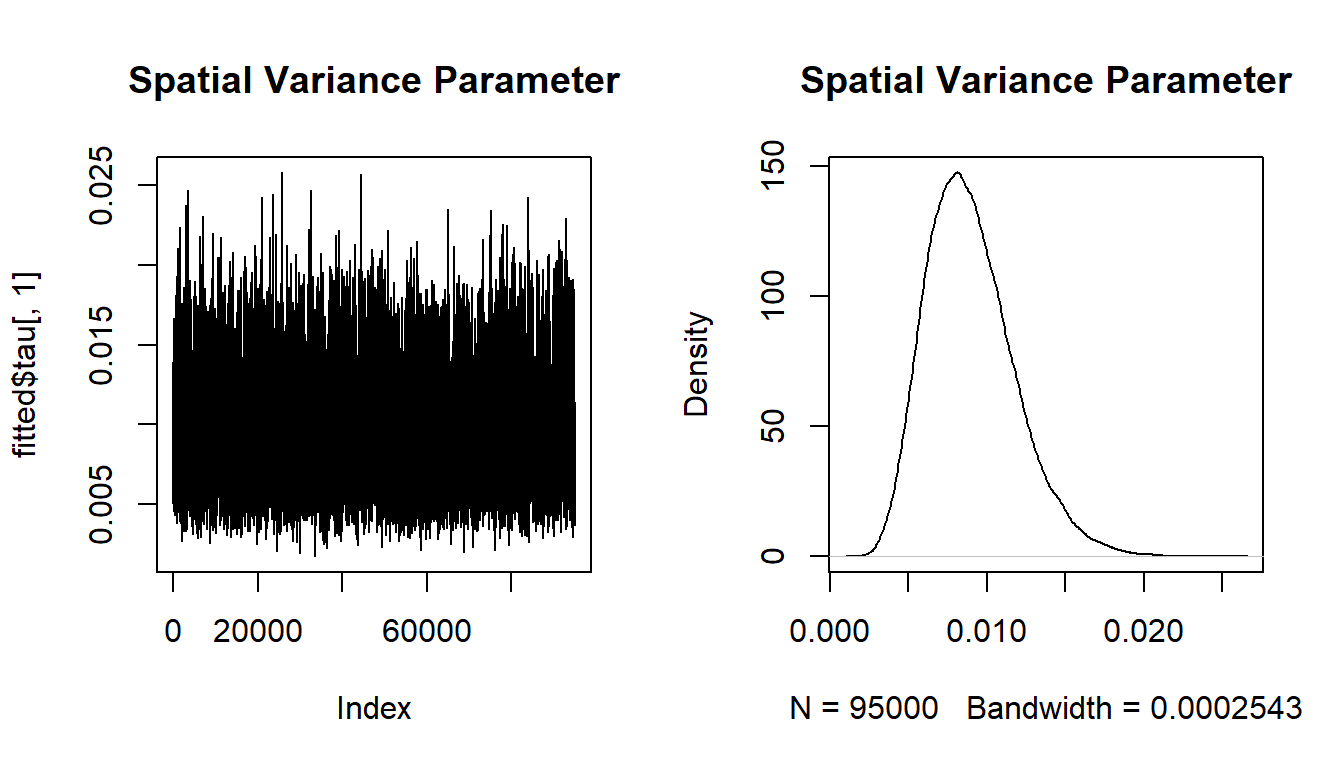 Spatial Variance Parameter
fitted$tau[, 1]
0.025
0.015
0.005
0 20000 60000
Index
Spatial Variance Parameter
Density
150
100
50
0
0.000 0.010 0.020
N = 95000 Bandwidth = 0.0002543